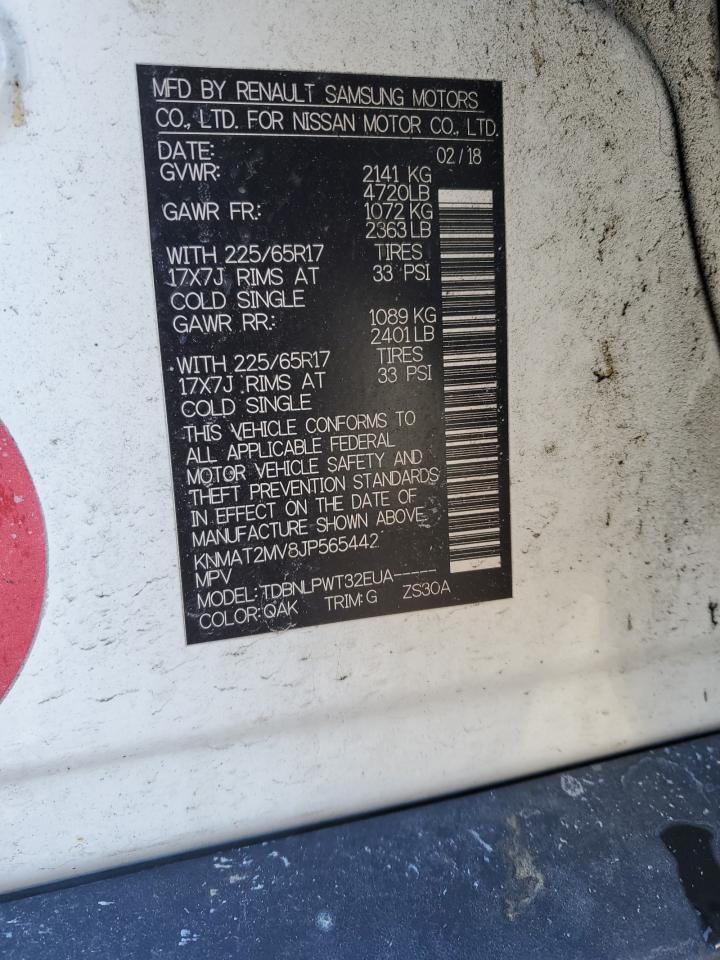 MFD BY RENAULT SAMSUNG MOTORS
CO., LTD. FOR NISSAN MOTOR CO., LTD.
DATE: 02/18
GVWR: 2141 KG
4720LB
GAWR FR.: 1072 KG
2363 LB
WITH 225/65R17 TIRES
17X7J RIMS AT 33 PSI
COLD SINGLE
GAWR RR.: 1089 KG
2401 LB
WITH 225/65R17 TIRES
17X7J RIMS AT 33 PSI
COLD SINGLE
THIS VEHICLE CONFORMS TO
ALL APPLICABLE FEDERAL
MOTOR VEHICLE SAFETY AND
THEFT PREVENTION STANDARDS
IN EFFECT ON THE DATE OF
MANUFACTURE SHOWN ABOVE.
KNMAT2MV8JP565442
MPV
MODEL: TDBNLPWT32EUA-----
COLOR: QAK TRIM: G ZS30A